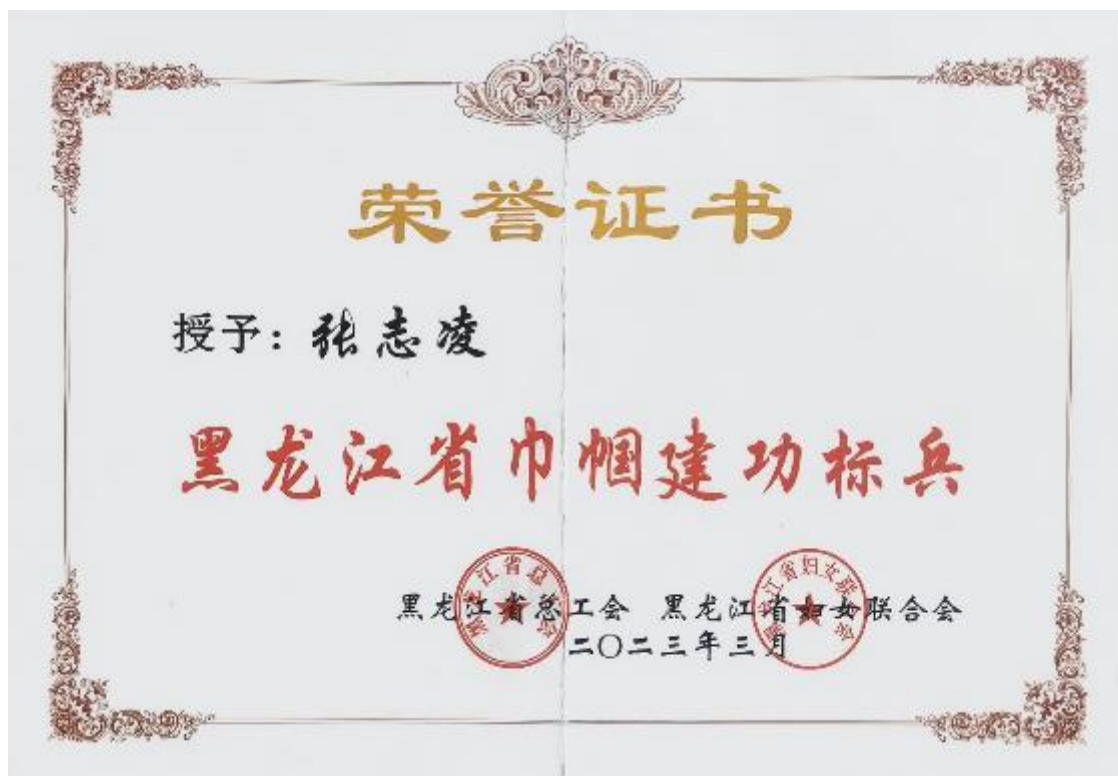 荣誉证书
授予：张志凌
黑龙江省巾帼建功标兵
黑龙江省总工会 黑龙江省妇女联合会
二〇二三年三月